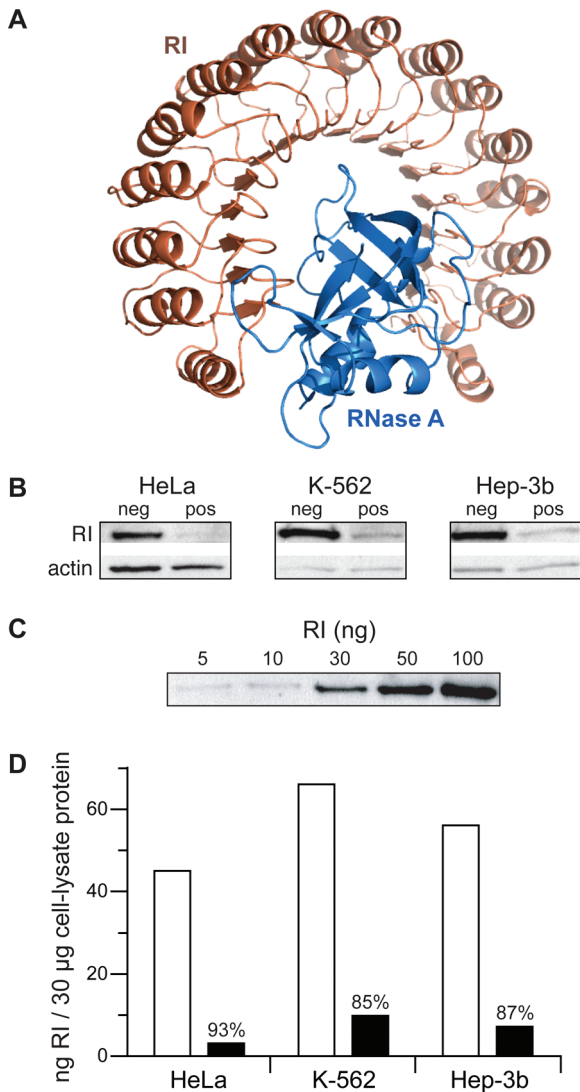 A
RI
RNase A
B
HeLa K-562 Hep-3b
neg pos neg pos neg pos
RI
actin
C
RI (ng)
5 10 30 50 100
D
ng RI / 30 µg cell-lysate protein
60
40
20
0
93% 85% 87%
HeLa K-562 Hep-3b